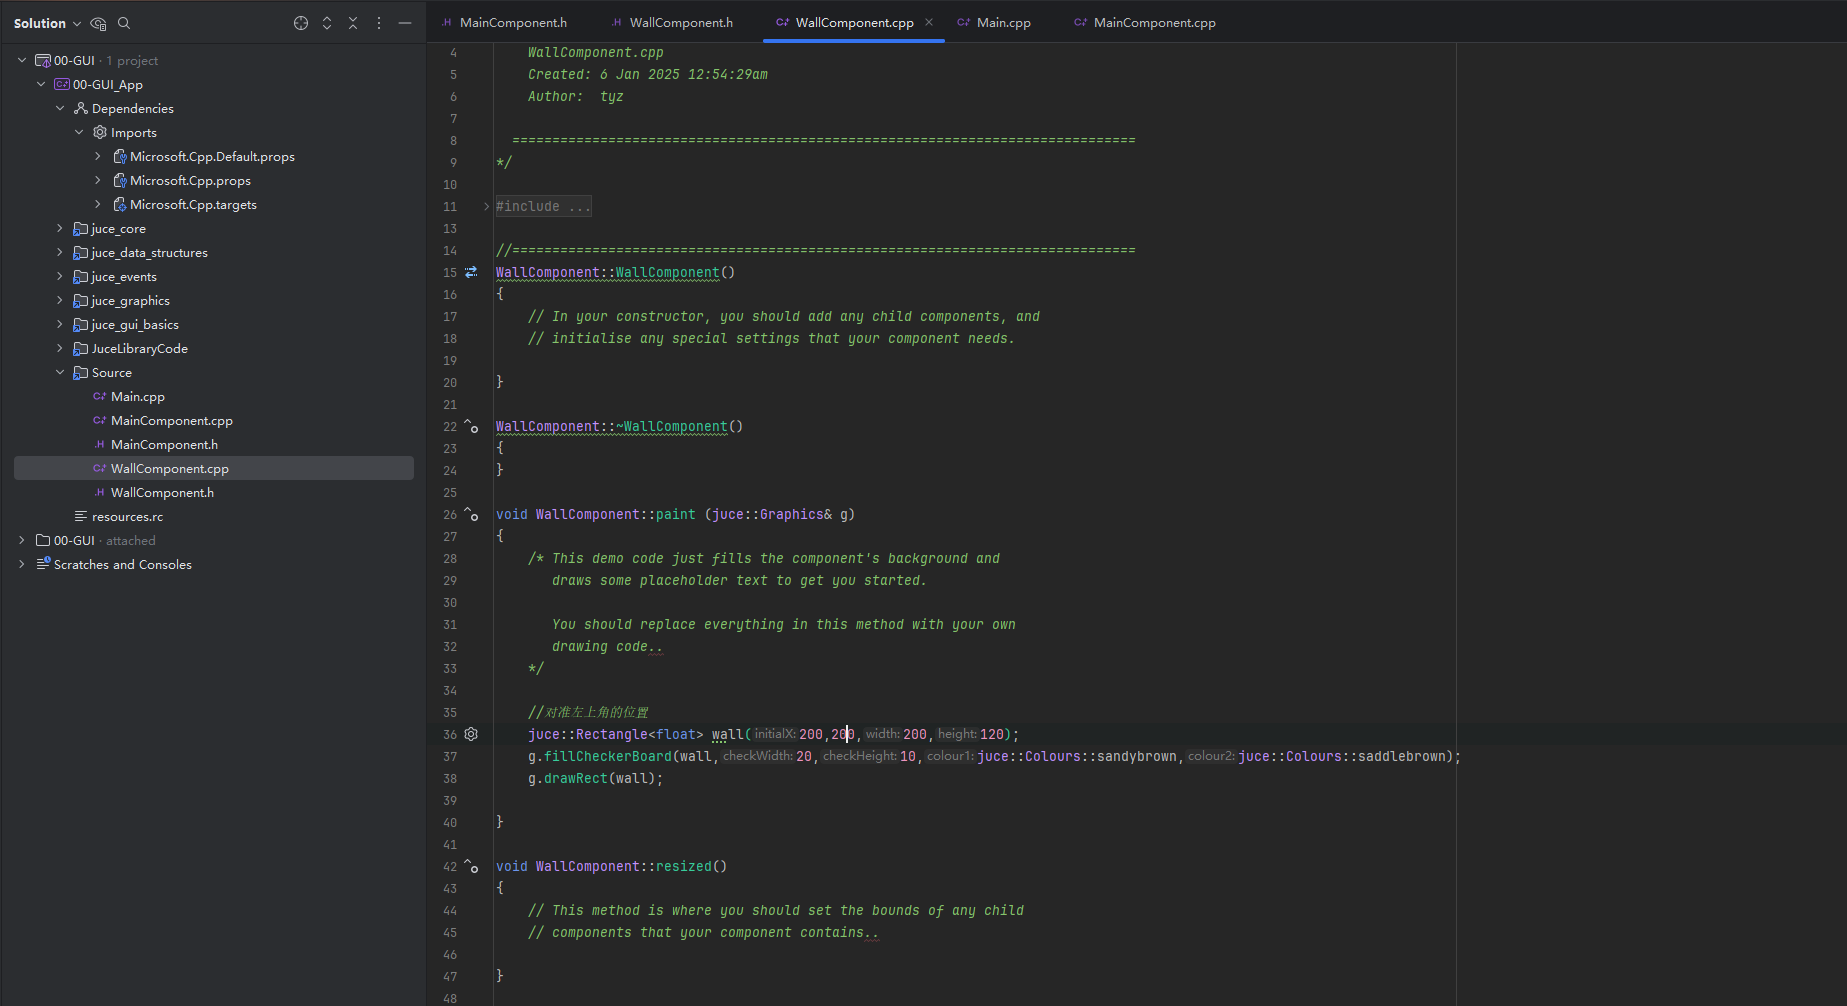 Solution
00-GUI · 1 project
00-GUI_App
Dependencies
Imports
Microsoft.Cpp.Default.props
Microsoft.Cpp.props
Microsoft.Cpp.targets
juce_core
juce_data_structures
juce_events
juce_graphics
juce_gui_basics
JuceLibraryCode
Source
C+ Main.cpp
C+ MainComponent.cpp
.H MainComponent.h
C+ WallComponent.cpp
.H WallComponent.h
resources.rc
00-GUI · attached
Scratches and Consoles
.H MainComponent.h .H WallComponent.h C+ WallComponent.cpp C+ Main.cpp C+ MainComponent.cpp
4 WallComponent.cpp
5 Created: 6 Jan 2025 12:54:29am
6 Author:  tyz
7
8 ==============================================================================
9 */
10
11 #include ...
13
14 //==============================================================================
15 WallComponent::WallComponent()
16 {
17 // In your constructor, you should add any child components, and
18 // initialise any special settings that your component needs.
19
20 }
21
22 WallComponent::~WallComponent()
23 {
24 }
25
26 void WallComponent::paint (juce::Graphics& g)
27 {
28 /* This demo code just fills the component's background and
29 draws some placeholder text to get you started.
30
31 You should replace everything in this method with your own
32 drawing code..
33 */
34
35 //对准左上角的位置
36 juce::Rectangle<float> wall( initialX: 200,200, width: 200, height: 120);
37 g.fillCheckerBoard(wall, checkWidth: 20, checkHeight: 10, colour1: juce::Colours::sandybrown, colour2: juce::Colours::saddlebrown);
38 g.drawRect(wall);
39
40 }
41
42 void WallComponent::resized()
43 {
44 // This method is where you should set the bounds of any child
45 // components that your component contains..
46
47 }
48